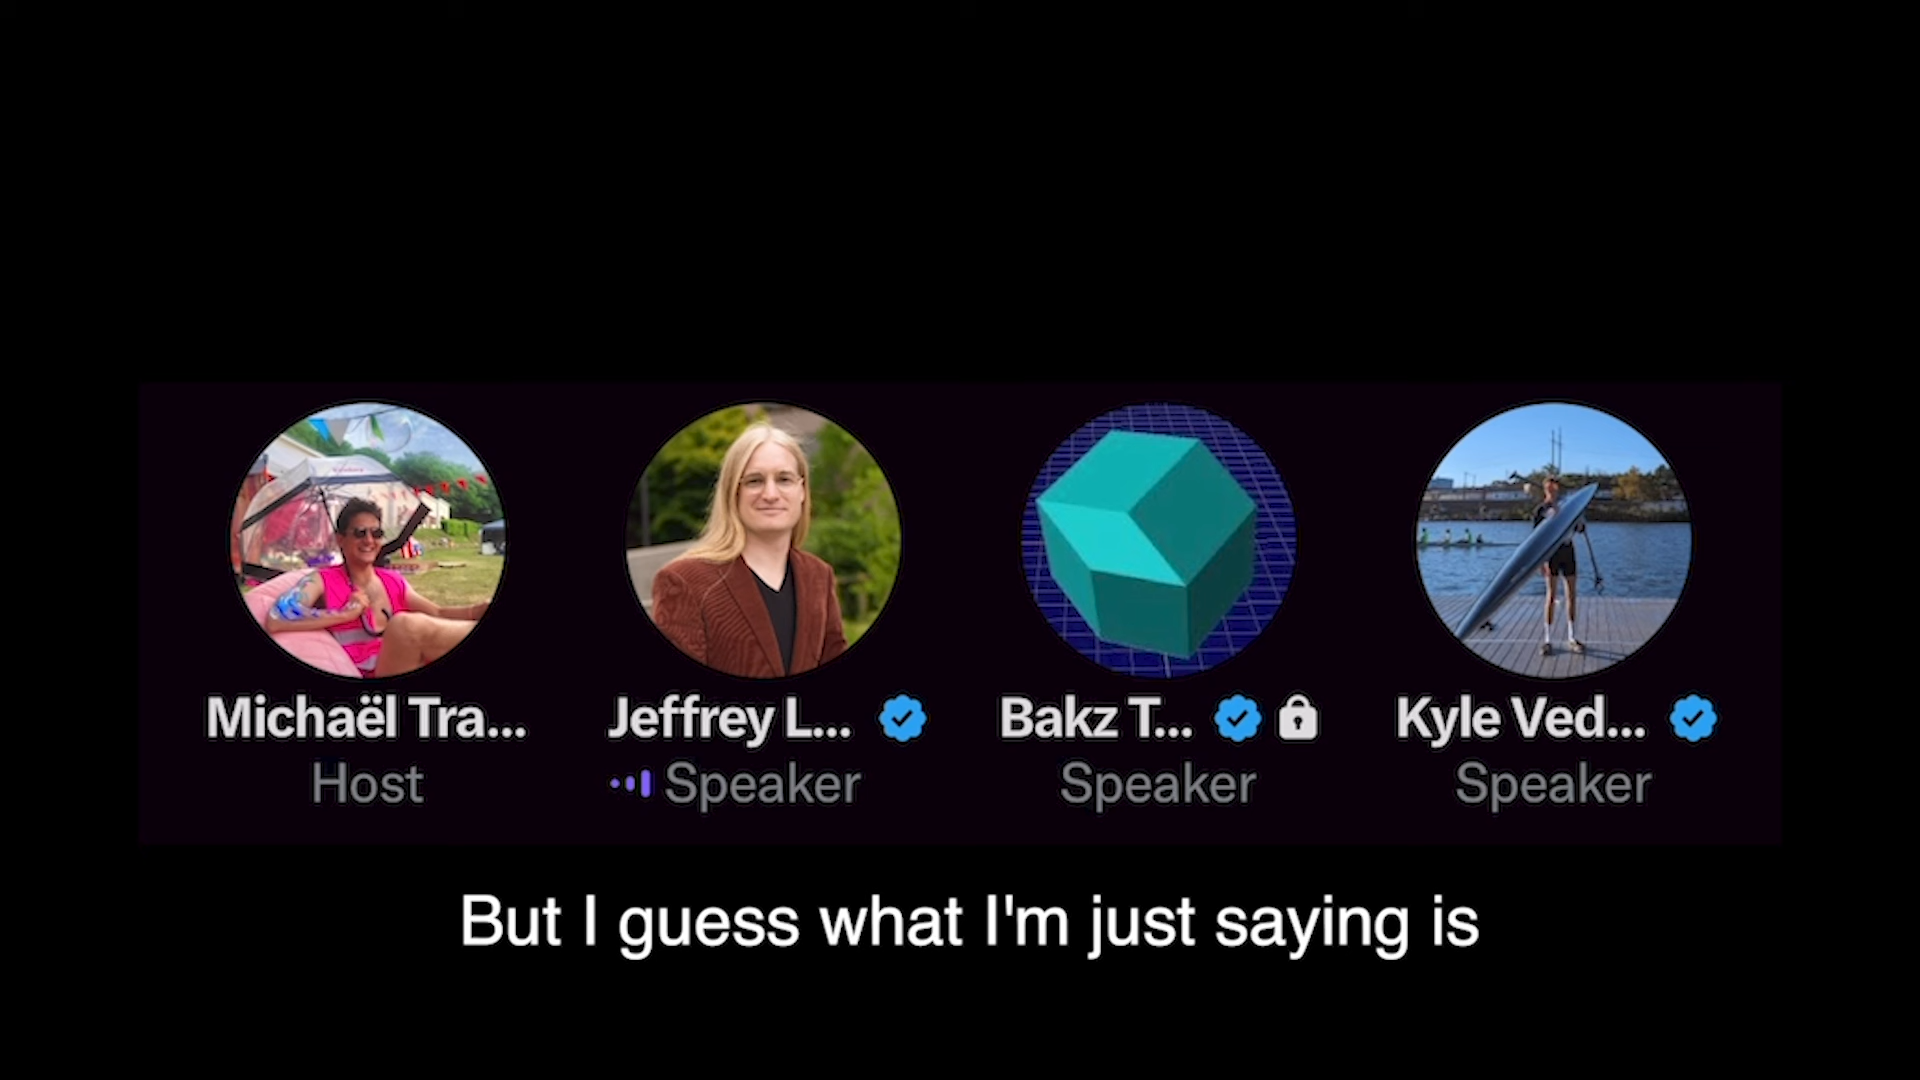 Michaël Tra...
Jeffrey L...
Bakz T...
Kyle Ved...
Host
Speaker
Speaker
Speaker
But I guess what I'm just saying is